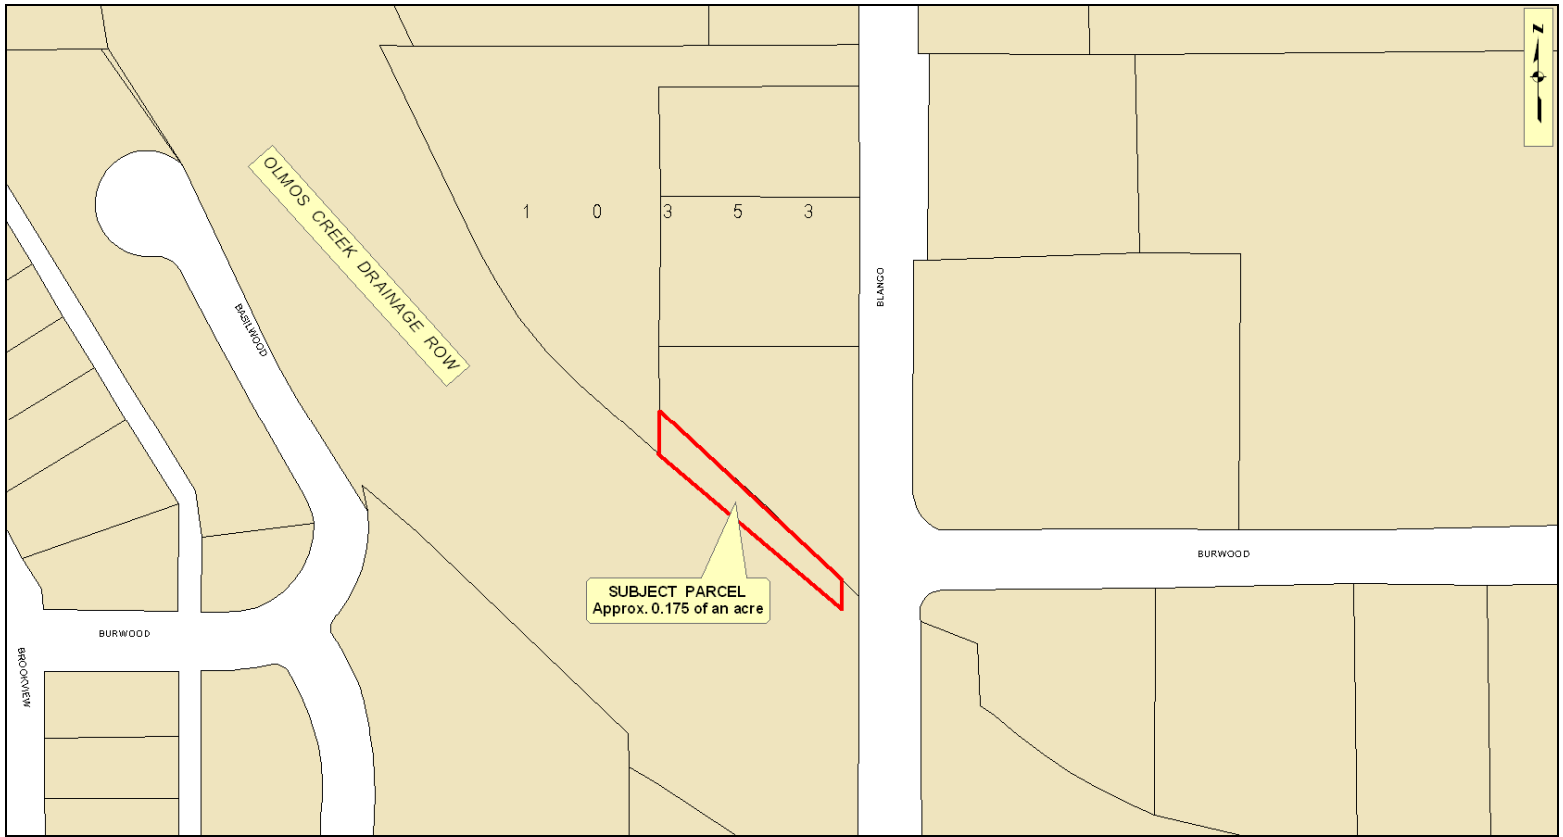 N
OLMOS CREEK DRAINAGE ROW
1 0 3 5 3
BLANCO
BASILWOOD
BURWOOD
SUBJECT PARCEL
Approx. 0.175 of an acre
BURWOOD
BROOKVIEW